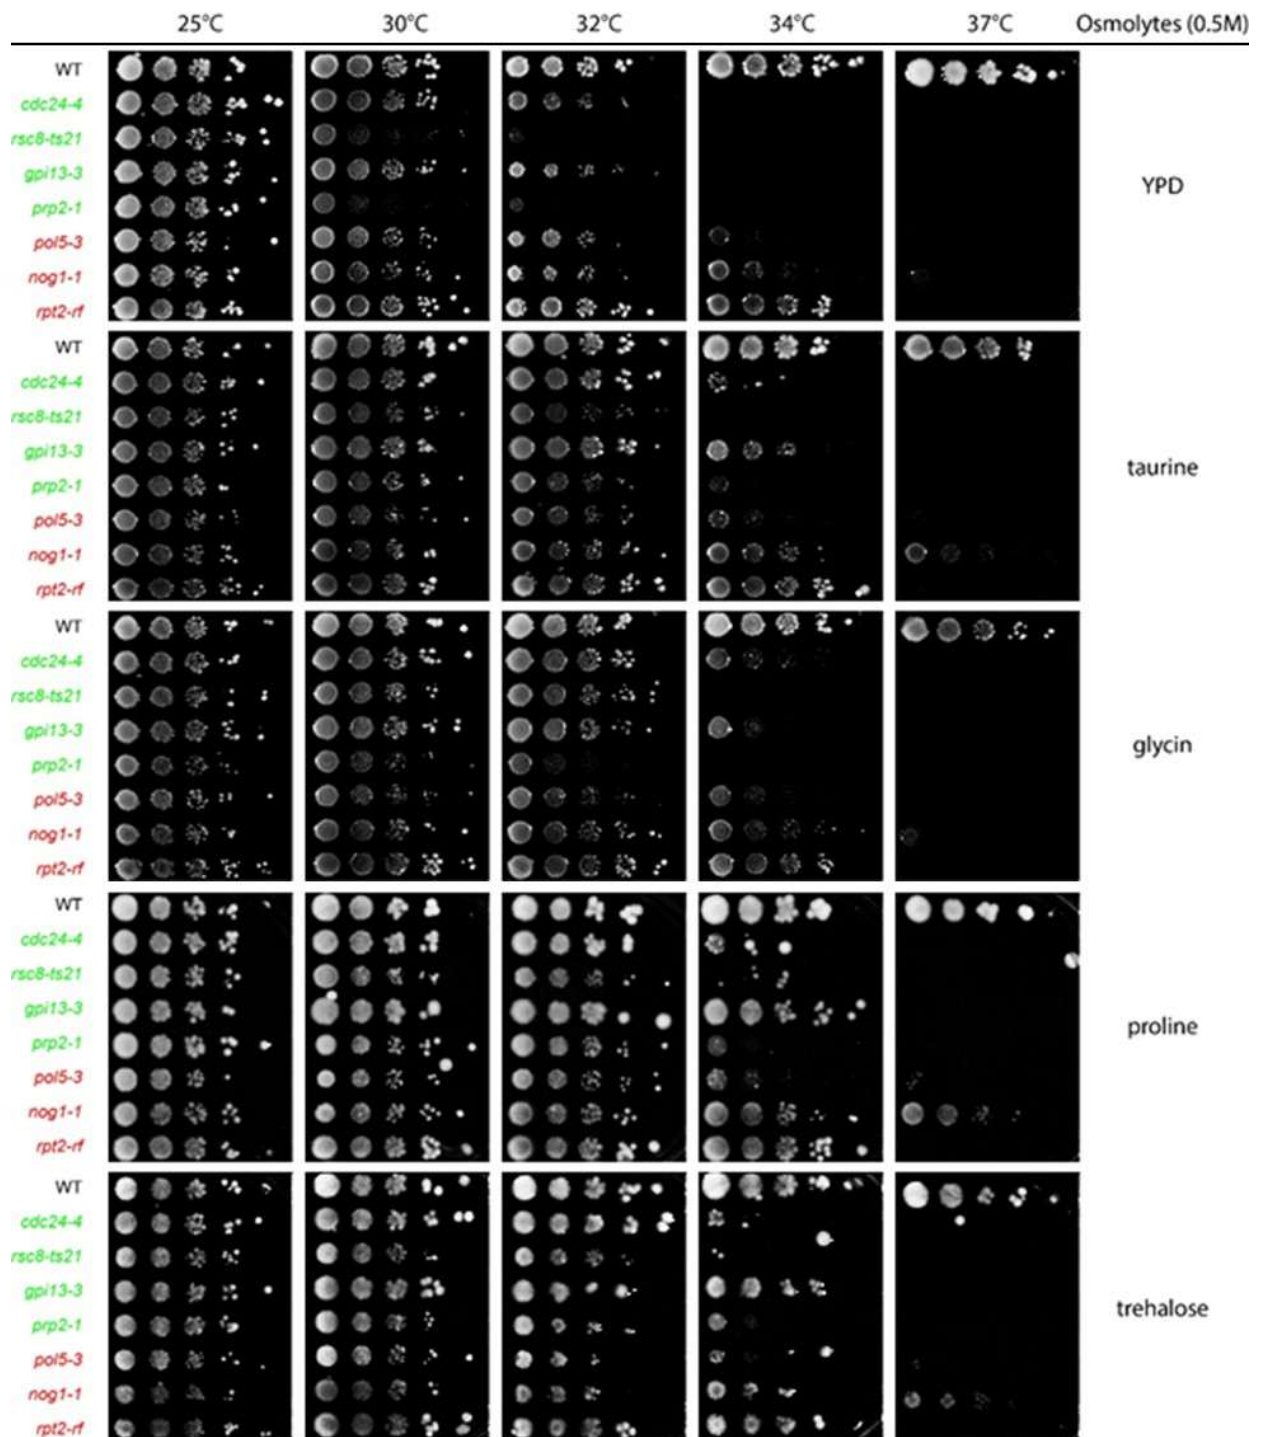 25°C 30°C 32°C 34°C 37°C Osmolytes (0.5M)
WT
cdc24-4
rsc8-ts21
gpi13-3
prp2-1
pol5-3
nog1-1
rpt2-rf
YPD
WT
cdc24-4
rsc8-ts21
gpi13-3
prp2-1
pol5-3
nog1-1
rpt2-rf
taurine
WT
cdc24-4
rsc8-ts21
gpi13-3
prp2-1
pol5-3
nog1-1
rpt2-rf
glycin
WT
cdc24-4
rsc8-ts21
gpi13-3
prp2-1
pol5-3
nog1-1
rpt2-rf
proline
WT
cdc24-4
rsc8-ts21
gpi13-3
prp2-1
pol5-3
nog1-1
rpt2-rf
trehalose